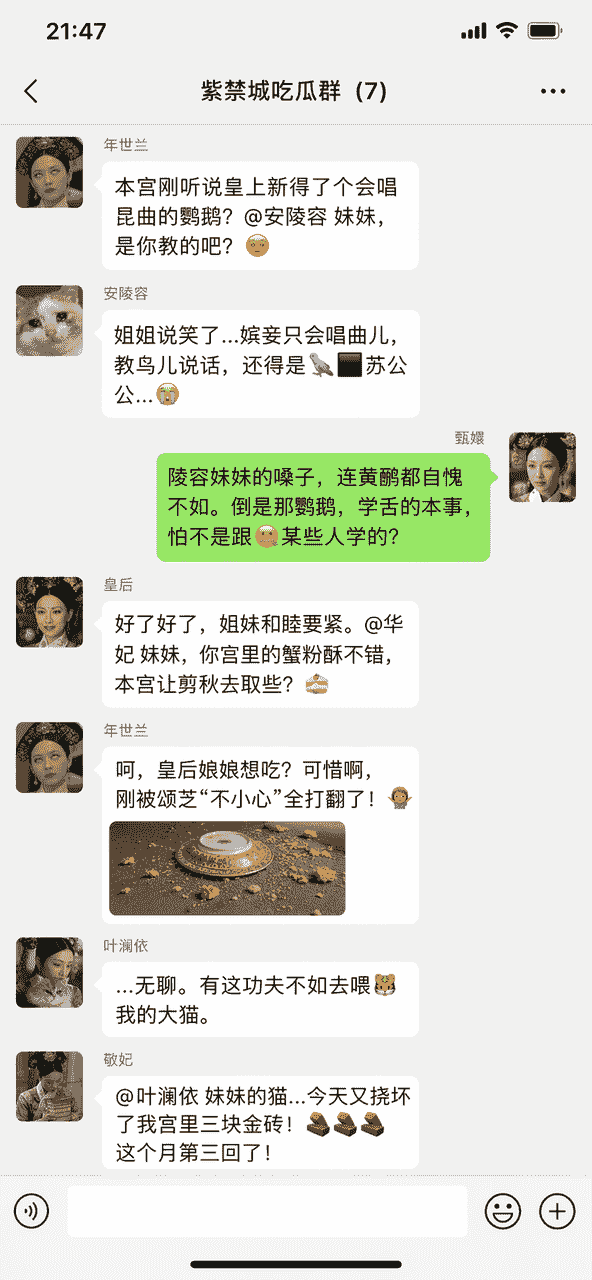 21:47
紫禁城吃瓜群（7）
年世兰
本宫刚听说皇上新得了个会唱
昆曲的鹦鹉？@安陵容 妹妹，
是你教的吧？
安陵容
姐姐说笑了...嫔妾只会唱曲儿，
教鸟儿说话，还得是苏公
公...
甄嬛
陵容妹妹的嗓子，连黄鹂都自愧
不如。倒是那鹦鹉，学舌的本事，
怕不是跟某些人学的？
皇后
好了好了，姐妹和睦要紧。@华
妃 妹妹，你宫里的蟹粉酥不错，
本宫让剪秋去取些？
年世兰
呵，皇后娘娘想吃？可惜啊，
刚被颂芝“不小心”全打翻了！
叶澜依
...无聊。有这功夫不如去喂
我的大猫。
敬妃
@叶澜依 妹妹的猫...今天又挠坏
了我宫里三块金砖！
这个月第三回了！